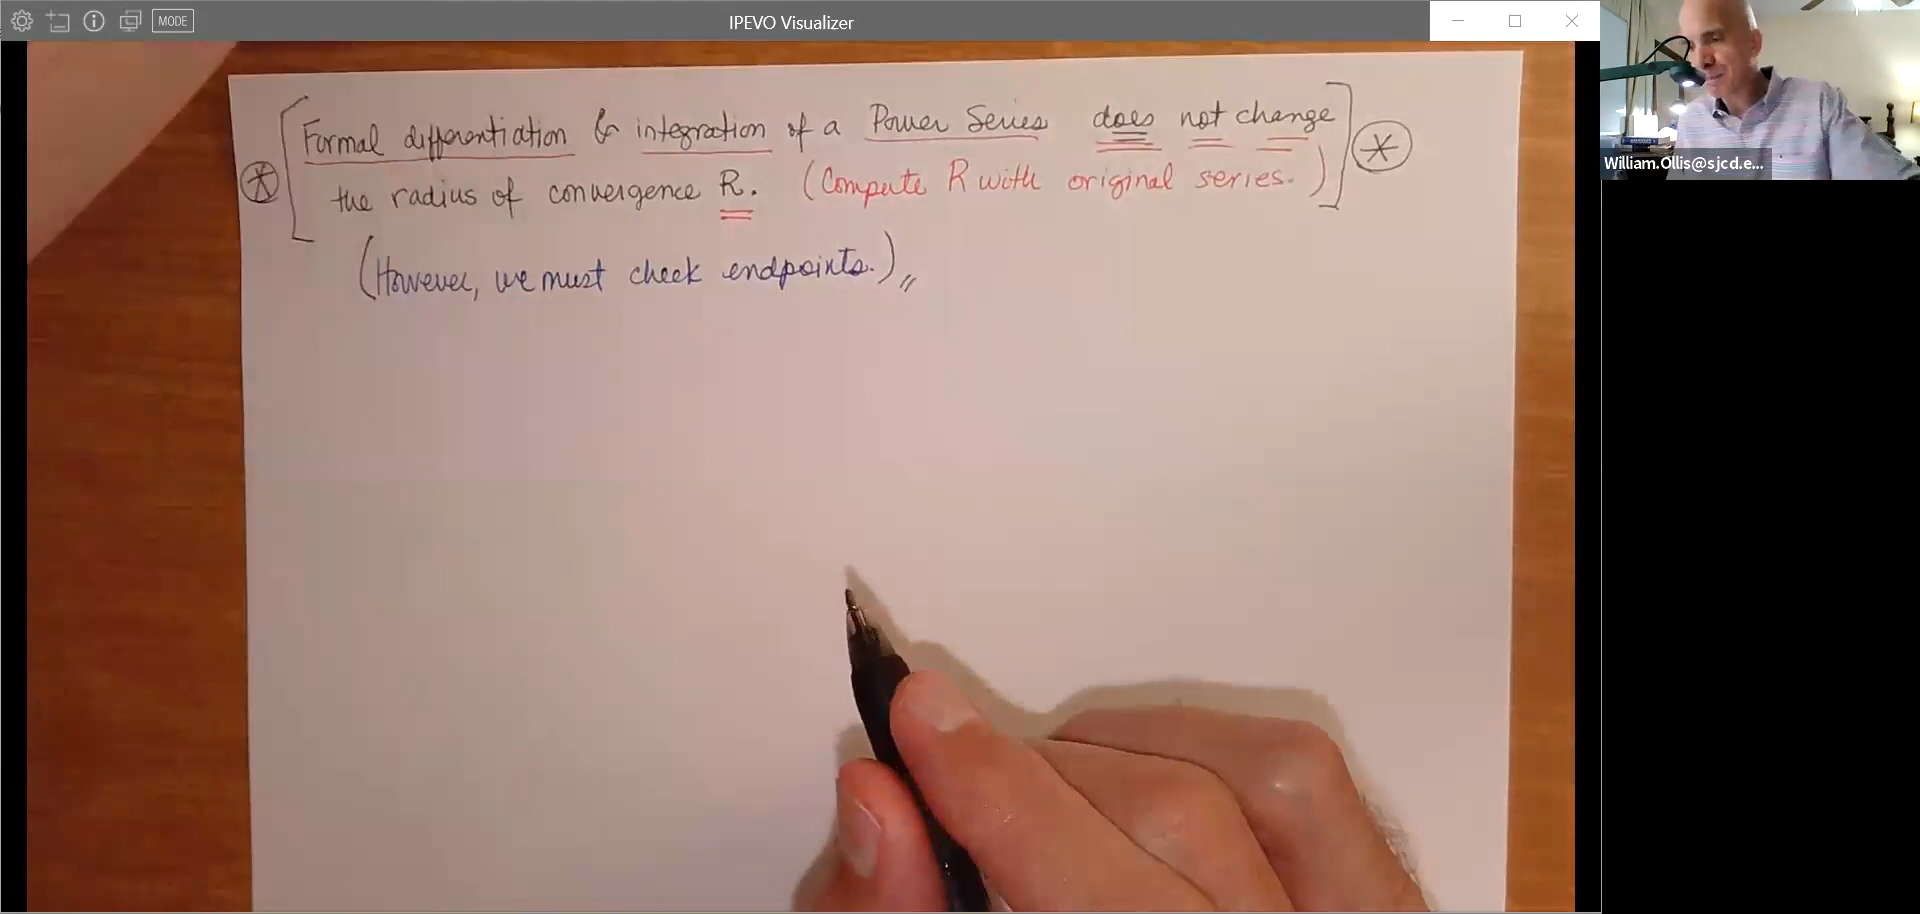 MODE
IPEVO Visualizer
Formal differentiation & integration of a Power Series does not change
the radius of convergence R. (Compute R with original series.)
(However, we must check endpoints.)
William.Ollis@sjcd.e...